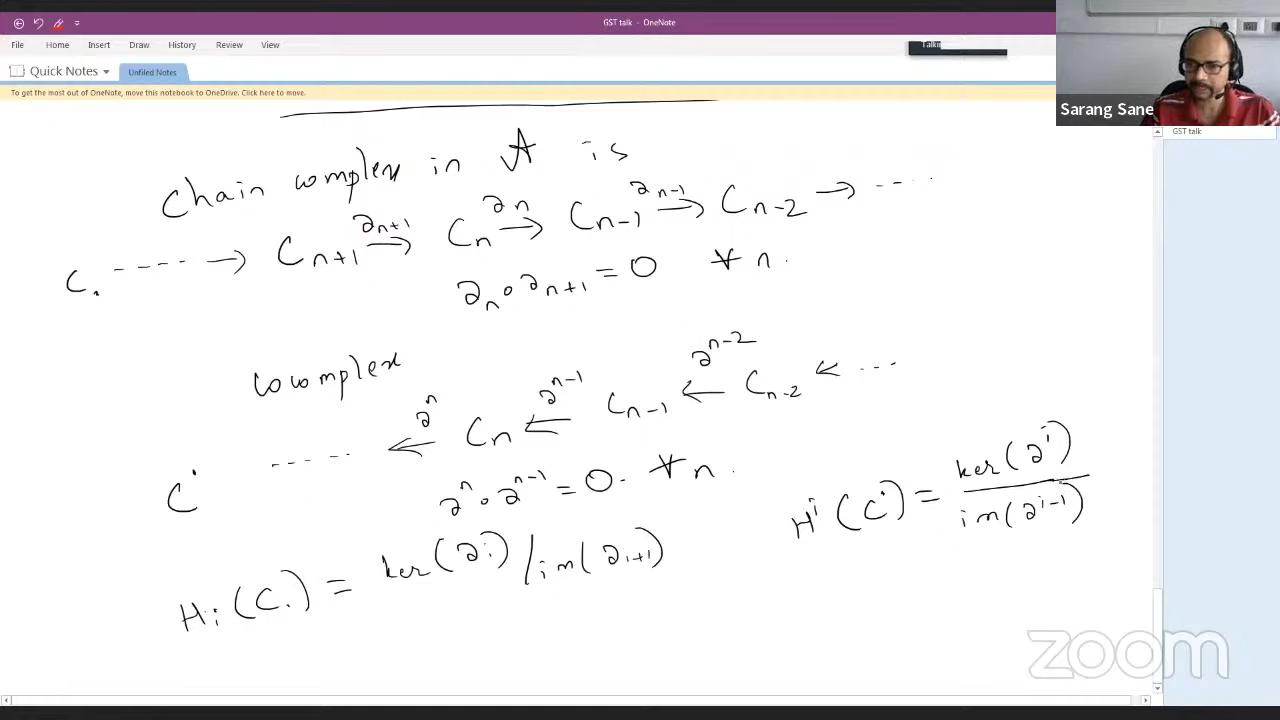 GST talk - OneNote
File Home Insert Draw History Review View
Talki
Quick Notes Unfiled Notes
To get the most out of OneNote, move this notebook to OneDrive. Click here to move.
Sarang Sane
GST talk
Chain complex in A is
C. ---- → Cn+1 →∂n+1 Cn →∂n Cn-1 →∂n-1 Cn-2 → ----
∂n ∘ ∂n+1 = 0 ∀ n.
cocomplex
C^. ----- ←∂^n Cn ←∂^n-1 Cn-1 ←∂^n-2 Cn-2 ← ---
∂^n ∘ ∂^n-1 = 0. ∀ n.
Hi(C.) = ker(∂i) / im(∂i+1)
H^i(C^.) = ker(∂^i) / im(∂^i-1)
zoom